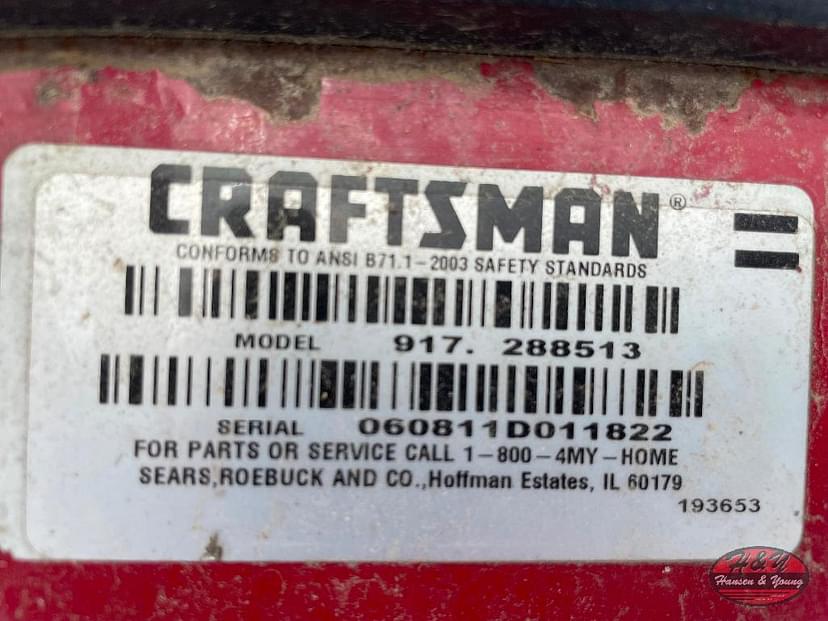 CRAFTSMAN®
CONFORMS TO ANSI B71.1-2003 SAFETY STANDARDS
MODEL 917. 288513
SERIAL 060811D011822
FOR PARTS OR SERVICE CALL 1-800-4MY-HOME
SEARS,ROEBUCK AND CO.,Hoffman Estates, IL 60179
193653
H&Y
Hansen & Young